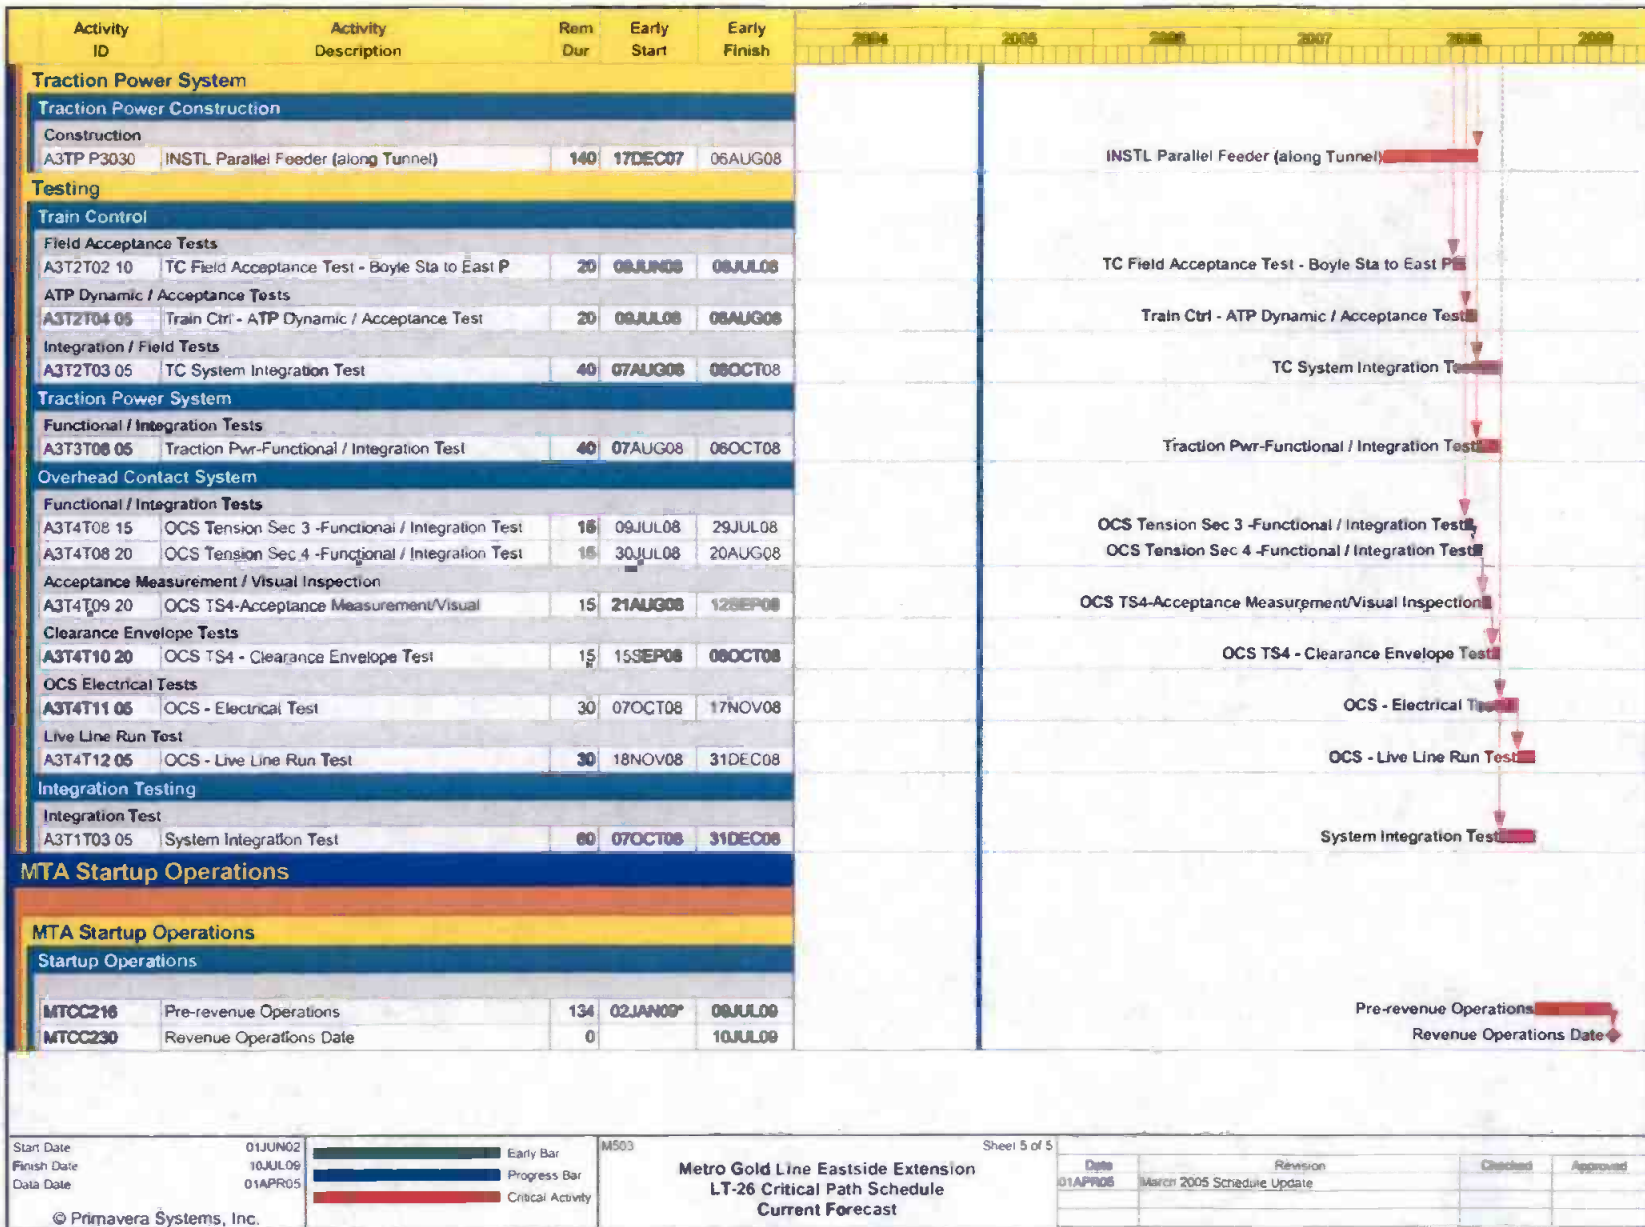 Activity ID Activity Description Rem Dur Early Start Early Finish 2004 2005 2006 2007 2008 2009
Traction Power System
Traction Power Construction
Construction
A3TP P3030 INSTL Parallel Feeder (along Tunnel) 140 17DEC07 06AUG08 INSTL Parallel Feeder (along Tunnel)
Testing
Train Control
Field Acceptance Tests
A3T2T02 10 TC Field Acceptance Test - Boyle Sta to East P 20 09JUN08 08JUL08 TC Field Acceptance Test - Boyle Sta to East P
ATP Dynamic / Acceptance Tests
A3T2T04 05 Train Ctrl - ATP Dynamic / Acceptance Test 20 09JUL08 06AUG08 Train Ctrl - ATP Dynamic / Acceptance Test
Integration / Field Tests
A3T2T03 05 TC System Integration Test 40 07AUG08 06OCT08 TC System Integration
Traction Power System
Functional / Integration Tests
A3T3T08 05 Traction Pwr-Functional / Integration Test 40 07AUG08 06OCT08 Traction Pwr-Functional / Integration Test
Overhead Contact System
Functional / Integration Tests
A3T4T08 15 OCS Tension Sec 3 -Functional / Integration Test 15 09JUL08 29JUL08 OCS Tension Sec 3 -Functional / Integration Test
A3T4T08 20 OCS Tension Sec 4 -Functional / Integration Test 15 30JUL08 20AUG08 OCS Tension Sec 4 -Functional / Integration Test
Acceptance Measurement / Visual Inspection
A3T4T09 20 OCS TS4-Acceptance Measurement/Visual 15 21AUG08 12SEP08 OCS TS4-Acceptance Measurement/Visual Inspection
Clearance Envelope Tests
A3T4T10 20 OCS TS4 - Clearance Envelope Test 15 15SEP08 06OCT08 OCS TS4 - Clearance Envelope Test
OCS Electrical Tests
A3T4T11 05 OCS - Electrical Test 30 07OCT08 17NOV08 OCS - Electrical
Live Line Run Test
A3T4T12 05 OCS - Live Line Run Test 30 18NOV08 31DEC08 OCS - Live Line Run Test
Integration Testing
Integration Test
A3T1T03 05 System Integration Test 60 07OCT08 31DEC08 System Integration Test
MTA Startup Operations
MTA Startup Operations
Startup Operations
MTCC216 Pre-revenue Operations 134 02JAN09* 09JUL09 Pre-revenue Operations
MTCC230 Revenue Operations Date 0 10JUL09 Revenue Operations Date
Start Date 01JUN02
Finish Date 10JUL09
Data Date 01APR05
© Primavera Systems, Inc.
Early Bar
Progress Bar
Critical Activity
M503 Sheet 5 of 5
Metro Gold Line Eastside Extension
LT-26 Critical Path Schedule
Current Forecast
Date Revision Checked Approved
01APR05 March 2005 Schedule Update